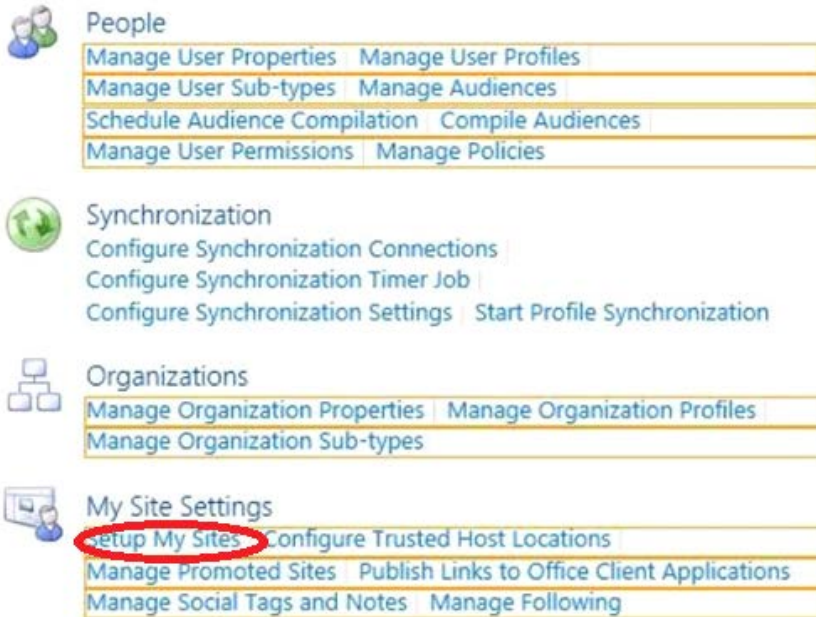 People
Manage User Properties | Manage User Profiles
Manage User Sub-types | Manage Audiences
Schedule Audience Compilation | Compile Audiences
Manage User Permissions | Manage Policies
Synchronization
Configure Synchronization Connections
Configure Synchronization Timer Job
Configure Synchronization Settings | Start Profile Synchronization
Organizations
Manage Organization Properties | Manage Organization Profiles
Manage Organization Sub-types
My Site Settings
Setup My Sites | Configure Trusted Host Locations
Manage Promoted Sites | Publish Links to Office Client Applications
Manage Social Tags and Notes | Manage Following